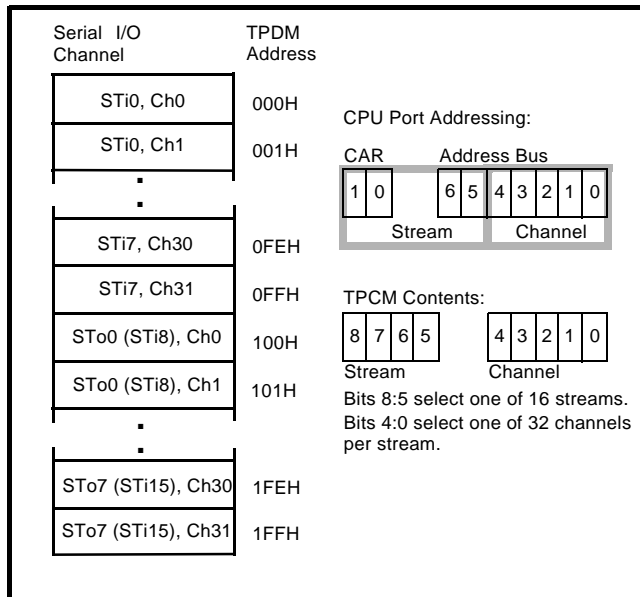 Serial I/O
Channel
TPDM
Address
STi0, Ch0
000H
STi0, Ch1
001H
STi7, Ch30
0FEH
STi7, Ch31
0FFH
STo0 (STi8), Ch0
100H
STo0 (STi8), Ch1
101H
STo7 (STi15), Ch30
1FEH
STo7 (STi15), Ch31
1FFH
CPU Port Addressing:
CAR Address Bus
1 0 6 5 4 3 2 1 0
Stream Channel
TPCM Contents:
8 7 6 5 4 3 2 1 0
Stream Channel
Bits 8:5 select one of 16 streams.
Bits 4:0 select one of 32 channels
per stream.